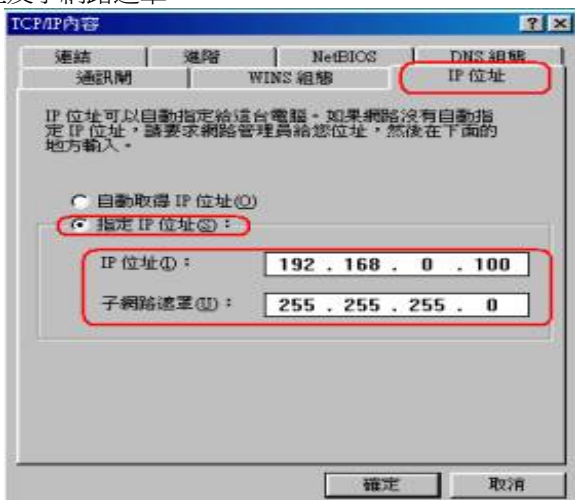 TCP/IP內容
連結 進階 NetBIOS DNS 組態
通訊閘 WINS 組態 IP 位址
IP 位址可以自動指定給這台電腦。如果網路沒有自動指
定 IP 位址，請要求網路管理員給您位址，然後在下面的
地方輸入。
自動取得 IP 位址(O)
指定 IP 位址(S)：
IP 位址(I)： 192 . 168 . 0 . 100
子網路遮罩(U)： 255 . 255 . 255 . 0
確定 取消